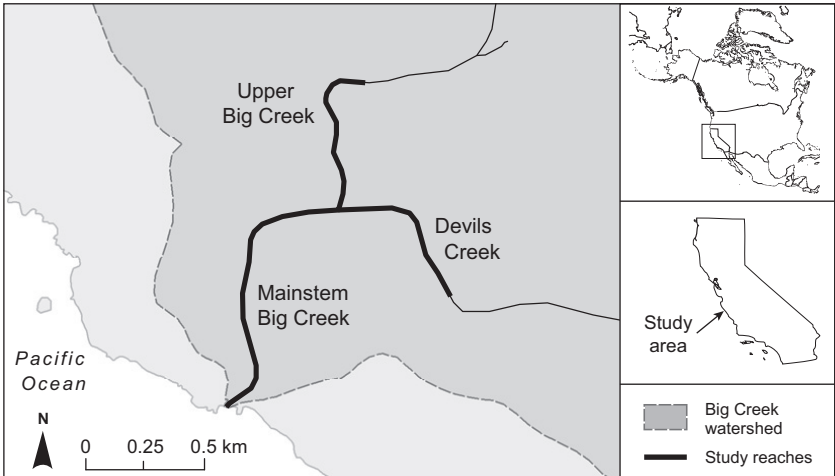 Upper
Big Creek
Devils
Creek
Mainstem
Big Creek
Pacific
Ocean
N
0 0.25 0.5 km
Study
area
Big Creek
watershed
Study reaches